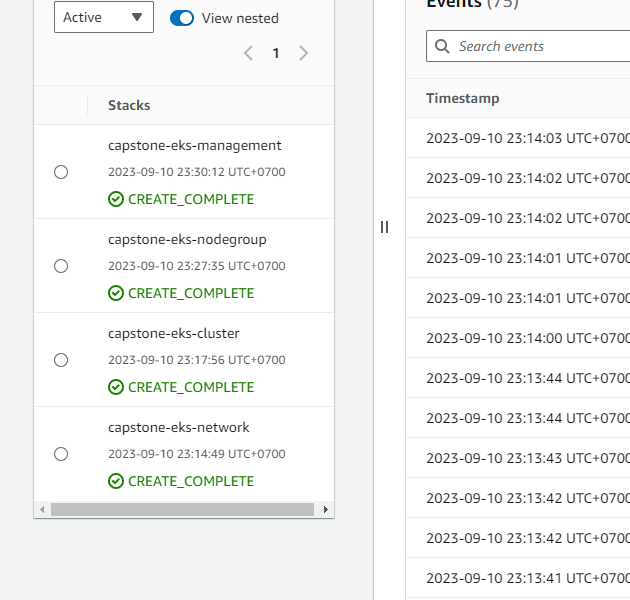 Active
View nested
1
Stacks
capstone-eks-management
2023-09-10 23:30:12 UTC+0700
CREATE_COMPLETE
capstone-eks-nodegroup
2023-09-10 23:27:35 UTC+0700
CREATE_COMPLETE
capstone-eks-cluster
2023-09-10 23:17:56 UTC+0700
CREATE_COMPLETE
capstone-eks-network
2023-09-10 23:14:49 UTC+0700
CREATE_COMPLETE
Events (75)
Search events
Timestamp
2023-09-10 23:14:03 UTC+0700
2023-09-10 23:14:02 UTC+0700
2023-09-10 23:14:02 UTC+0700
2023-09-10 23:14:01 UTC+0700
2023-09-10 23:14:01 UTC+0700
2023-09-10 23:14:00 UTC+0700
2023-09-10 23:13:44 UTC+0700
2023-09-10 23:13:44 UTC+0700
2023-09-10 23:13:43 UTC+0700
2023-09-10 23:13:42 UTC+0700
2023-09-10 23:13:42 UTC+0700
2023-09-10 23:13:41 UTC+0700